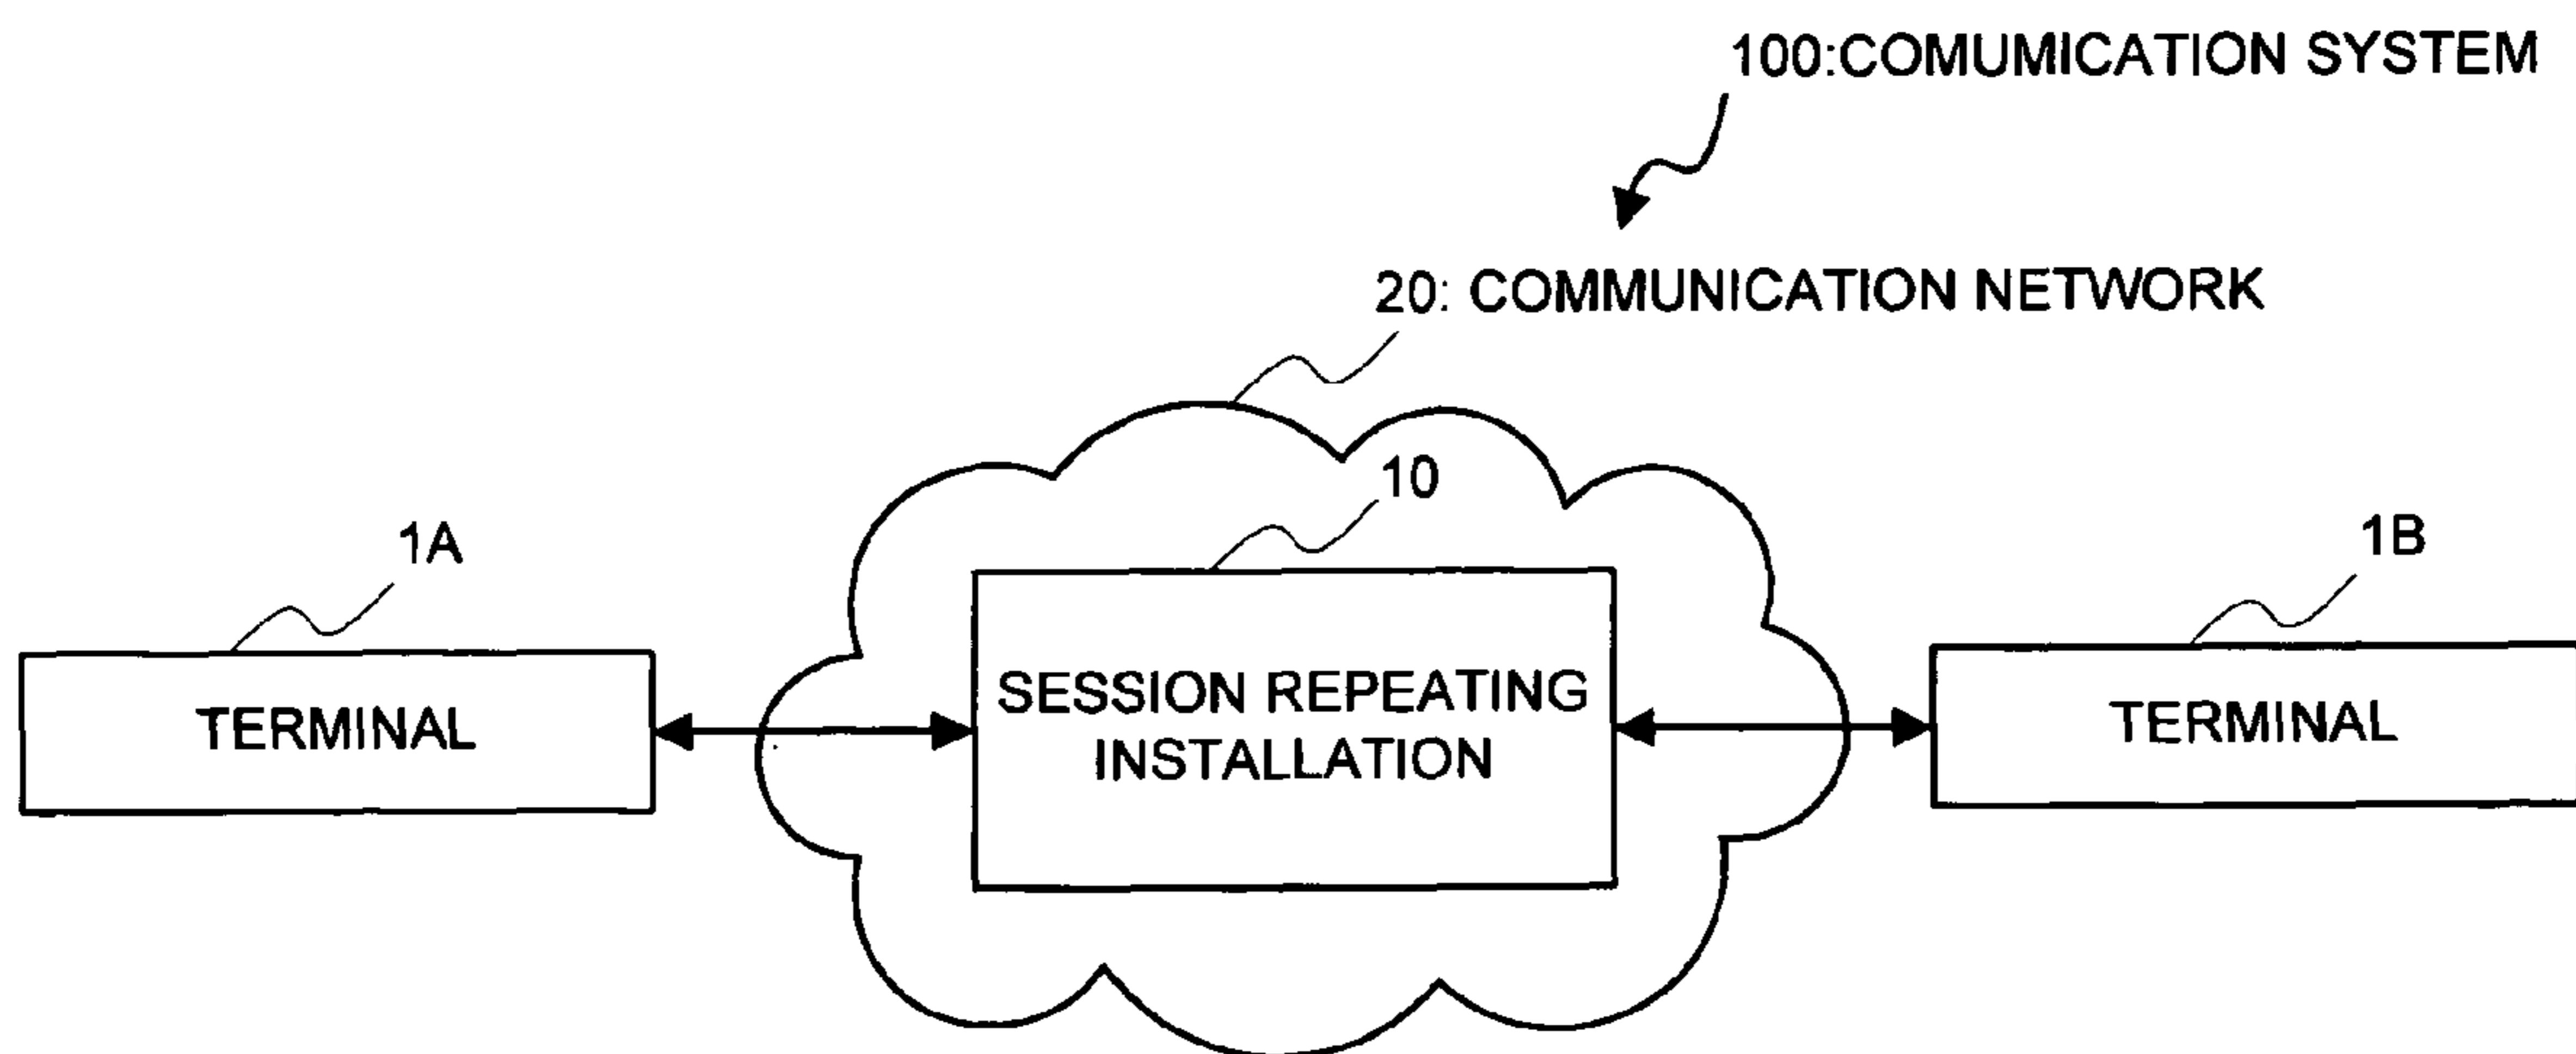 100:COMUMICATION SYSTEM
20: COMMUNICATION NETWORK
10
1A
1B
TERMINAL
SESSION REPEATING
INSTALLATION
TERMINAL